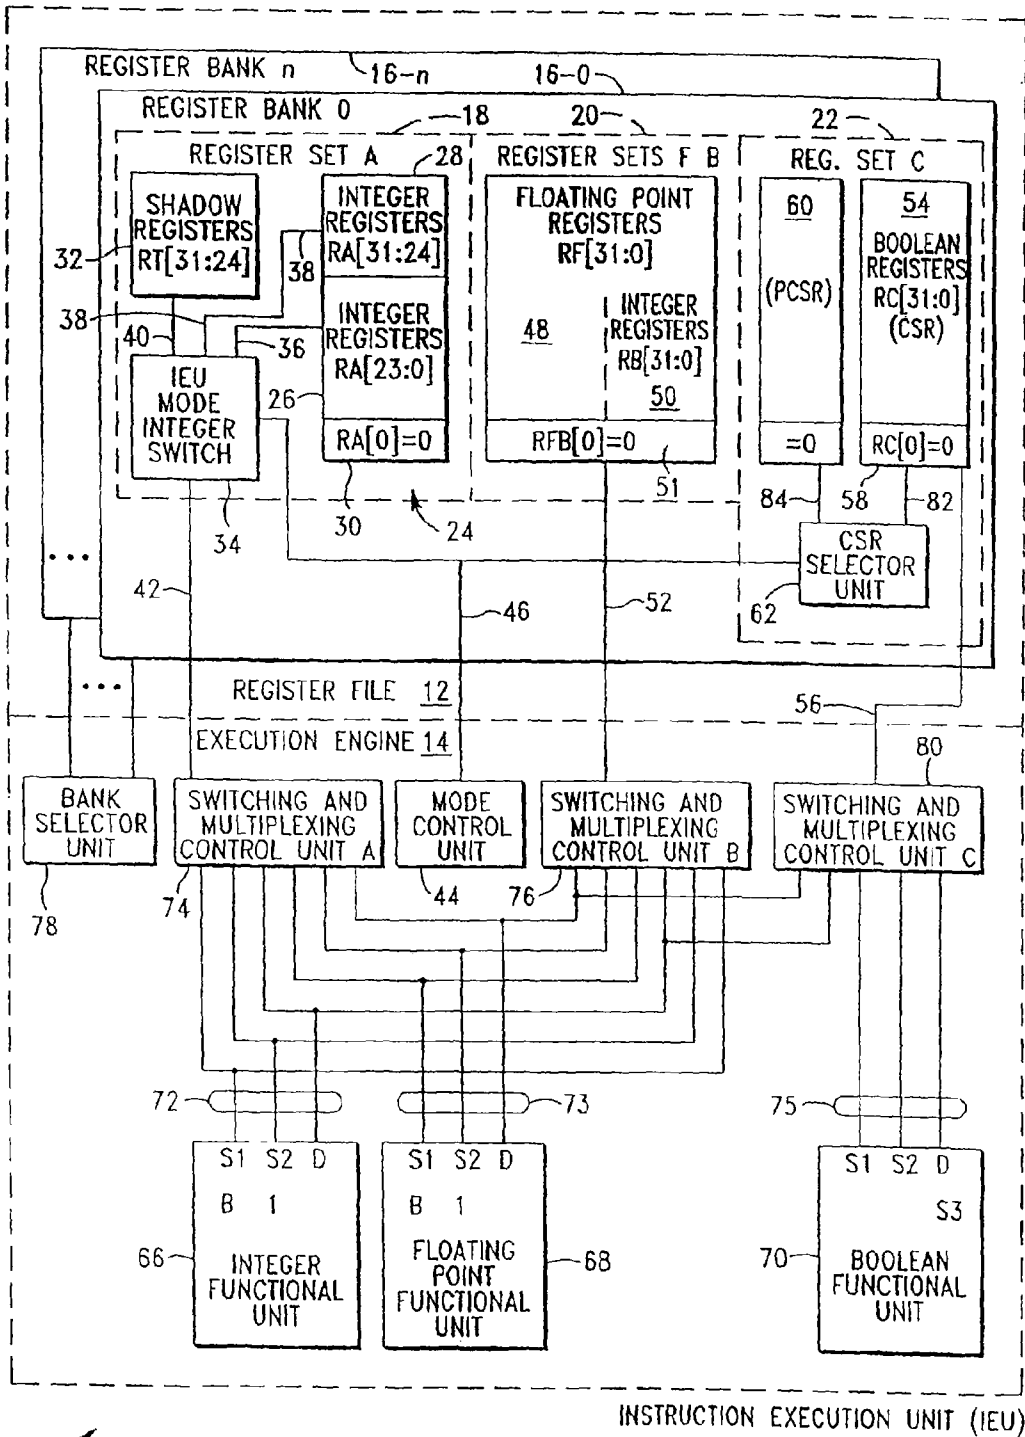 REGISTER BANK n
16-n
16-0
REGISTER BANK 0
18
20
22
REGISTER SET A
28
REGISTER SETS F B
REG. SET C
SHADOW
REGISTERS
RT[31:24]
32
INTEGER
REGISTERS
RA[31:24]
38
38
40
36
INTEGER
REGISTERS
RA[23:0]
26
RA[0]=0
30
24
IEU
MODE
INTEGER
SWITCH
34
FLOATING POINT
REGISTERS
RF[31:0]
48
INTEGER
REGISTERS
RB[31:0]
50
RFB[0]=0
51
60
(PCSR)
=0
54
BOOLEAN
REGISTERS
RC[31:0]
(CSR)
RC[0]=0
84
58
82
CSR
SELECTOR
UNIT
62
...
42
46
52
...
REGISTER FILE 12
56
EXECUTION ENGINE 14
80
BANK
SELECTOR
UNIT
78
SWITCHING AND
MULTIPLEXING
CONTROL UNIT A
74
MODE
CONTROL
UNIT
44
SWITCHING AND
MULTIPLEXING
CONTROL UNIT B
76
SWITCHING AND
MULTIPLEXING
CONTROL UNIT C
72
73
75
S1 S2 D
B 1
INTEGER
FUNCTIONAL
UNIT
66
S1 S2 D
B 1
FLOATING
POINT
FUNCTIONAL
UNIT
68
S1 S2 D
S3
BOOLEAN
FUNCTIONAL
UNIT
70
INSTRUCTION EXECUTION UNIT (IEU)